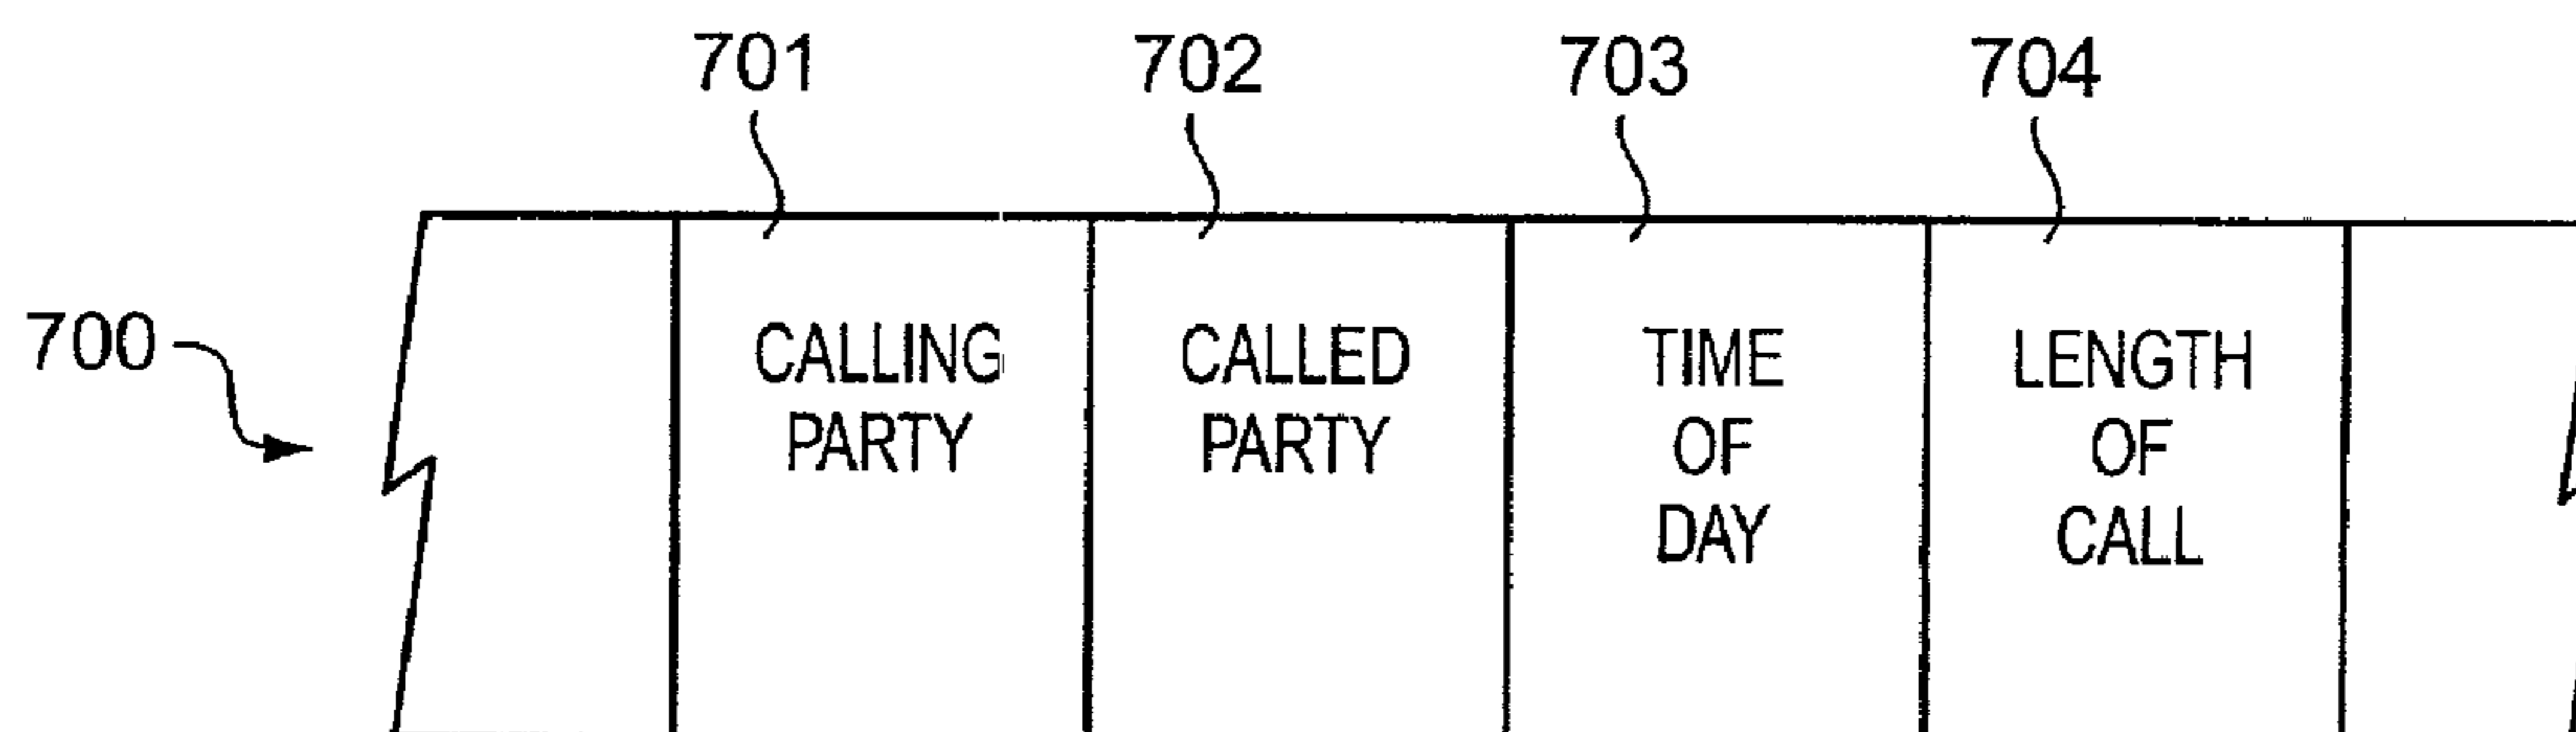 701 702 703 704
700
CALLING PARTY
CALLED PARTY
TIME OF DAY
LENGTH OF CALL